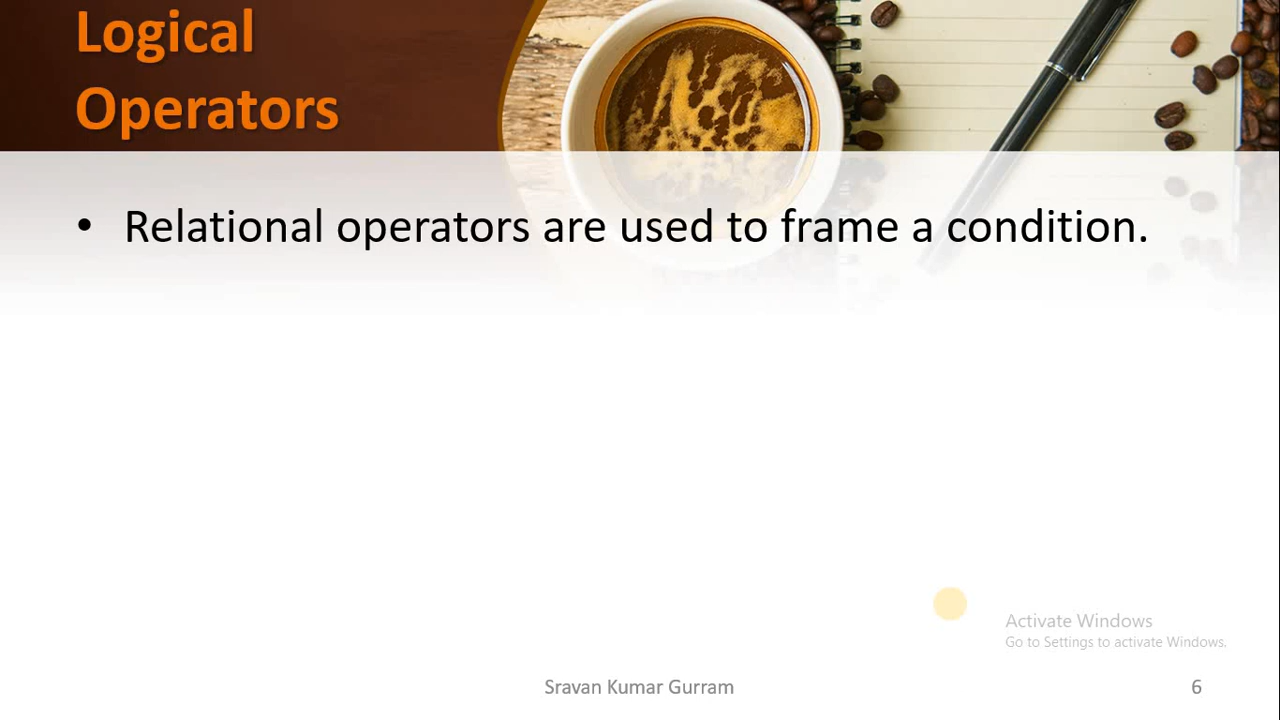 Logical
Operators
• Relational operators are used to frame a condition.
Activate Windows
Go to Settings to activate Windows.
Sravan Kumar Gurram
6